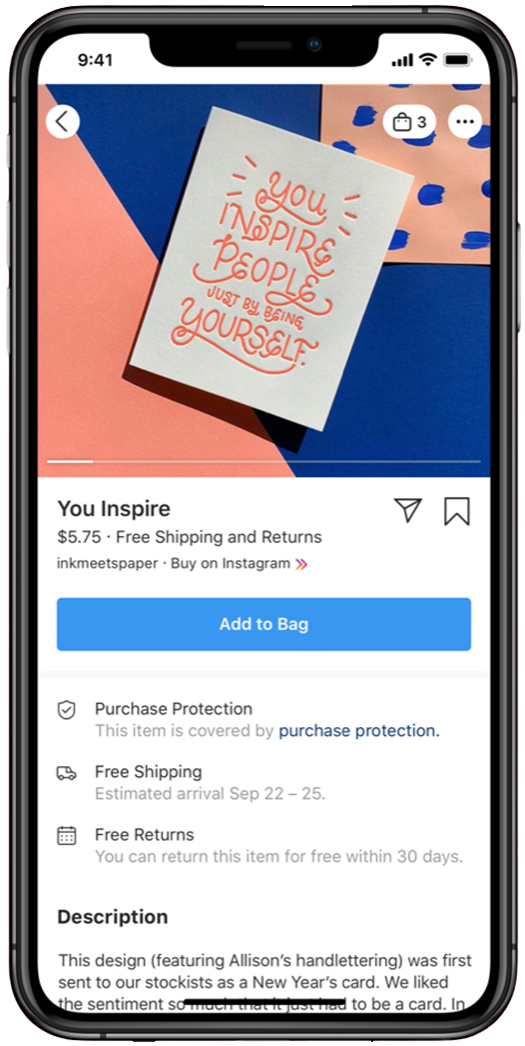 9:41
3
you
INSPIRE
PEOPLE
JUST BY BEING
YOURSELF.
You Inspire
$5.75 · Free Shipping and Returns
inkmeetspaper · Buy on Instagram
Add to Bag
Purchase Protection
This item is covered by purchase protection.
Free Shipping
Estimated arrival Sep 22 – 25.
Free Returns
You can return this item for free within 30 days.
Description
This design (featuring Allison’s handlettering) was first
sent to our stockists as a New Year’s card. We liked
the sentiment so much that it just had to be a card. In